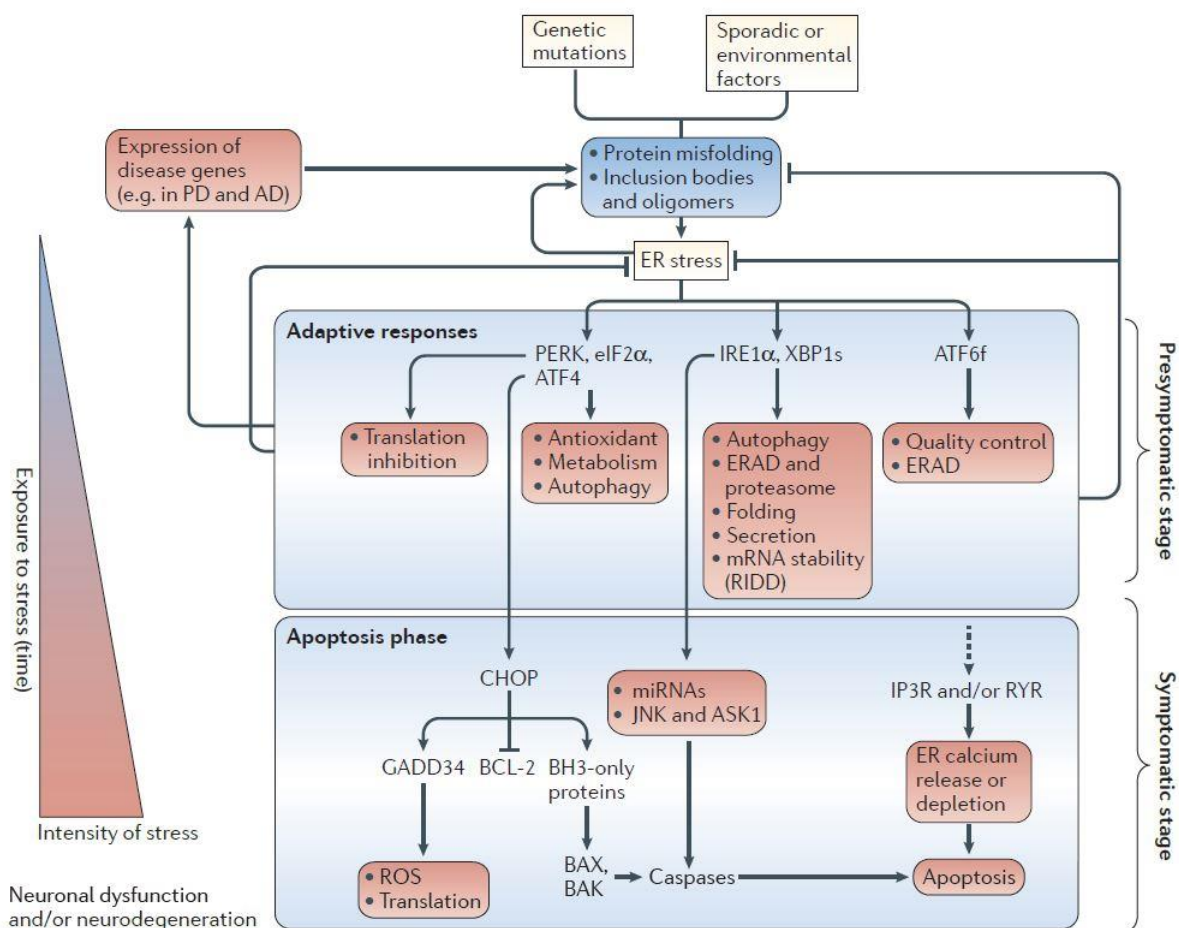 Genetic
mutations
Sporadic or
environmental
factors
Expression of
disease genes
(e.g. in PD and AD)
• Protein misfolding
• Inclusion bodies
and oligomers
ER stress
Adaptive responses
PERK, eIF2α,
ATF4
IRE1α, XBP1s
ATF6f
• Translation
inhibition
• Antioxidant
• Metabolism
• Autophagy
• Autophagy
• ERAD and
proteasome
• Folding
• Secretion
• mRNA stability
(RIDD)
• Quality control
• ERAD
Presymptomatic stage
Exposure to stress (time)
Intensity of stress
Apoptosis phase
CHOP
• miRNAs
• JNK and ASK1
IP3R and/or RYR
GADD34
BCL-2
BH3-only
proteins
ER calcium
release or
depletion
• ROS
• Translation
BAX,
BAK
Caspases
Apoptosis
Symptomatic stage
Neuronal dysfunction
and/or neurodegeneration